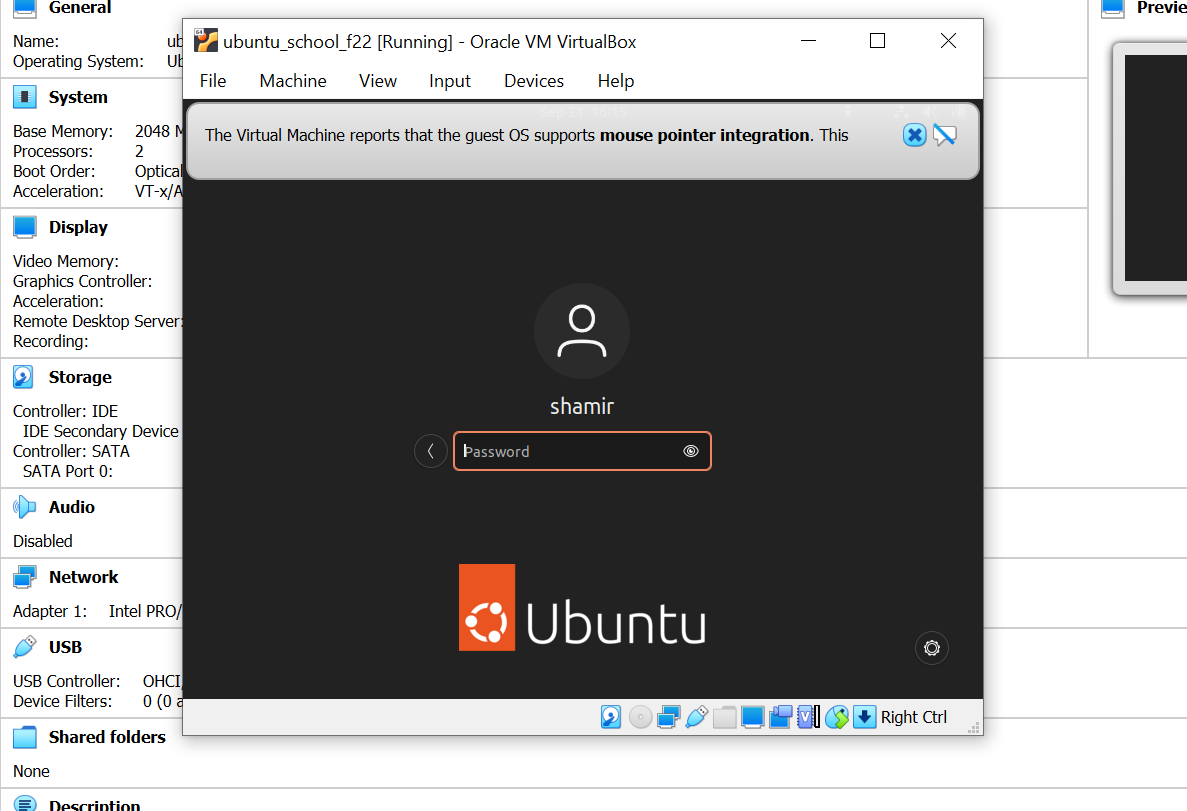 General
Name: ub
Operating System: Ub
System
Base Memory: 2048 M
Processors: 2
Boot Order: Optical
Acceleration: VT-x/A
Display
Video Memory:
Graphics Controller:
Acceleration:
Remote Desktop Server:
Recording:
Storage
Controller: IDE
IDE Secondary Device
Controller: SATA
SATA Port 0:
Audio
Disabled
Network
Adapter 1: Intel PRO/
USB
USB Controller: OHCI,
Device Filters: 0 (0 a
Shared folders
None
Description
ubuntu_school_f22 [Running] - Oracle VM VirtualBox
File Machine View Input Devices Help
The Virtual Machine reports that the guest OS supports mouse pointer integration. This
shamir
Password
Ubuntu
Right Ctrl
Previe